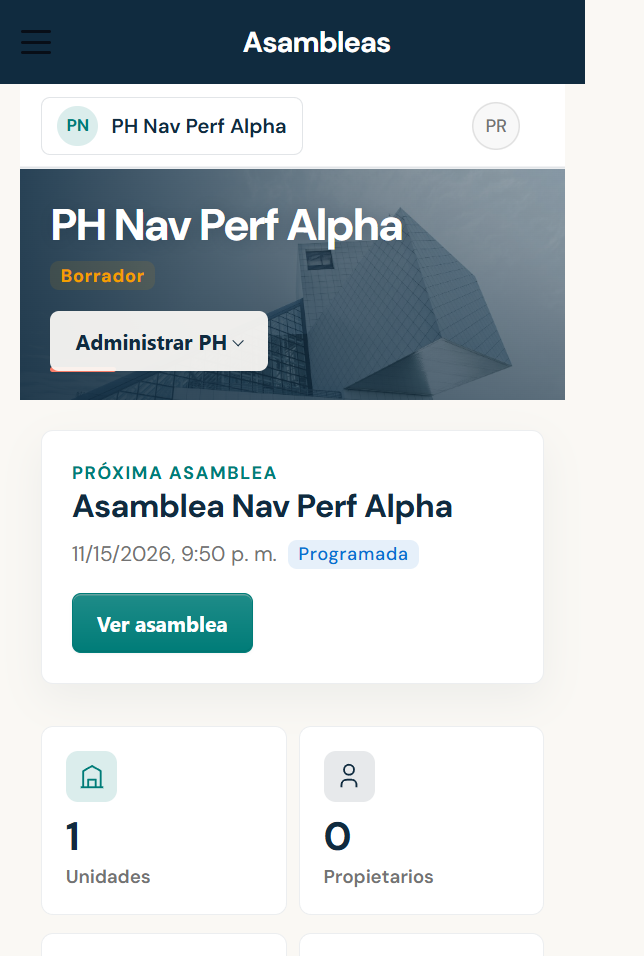 Asambleas
PN PH Nav Perf Alpha PR
PH Nav Perf Alpha
Borrador
Administrar PH
PRÓXIMA ASAMBLEA
Asamblea Nav Perf Alpha
11/15/2026, 9:50 p. m. Programada
Ver asamblea
1
Unidades
0
Propietarios